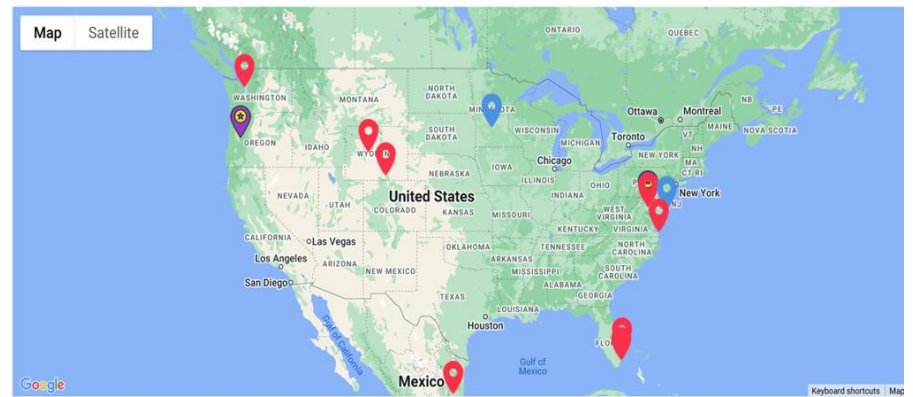 Map Satellite
ONTARIO
QUEBEC
WASHINGTON
MONTANA
NORTH
DAKOTA
Ottawa
Montreal
NB
PE
MAINE
NOVA SCOTIA
OREGON
IDAHO
SOUTH
DAKOTA
WISCONSIN
MICHIGAN
Toronto
VT
NH
NEW YORK
MA
CT RI
Chicago
IOWA
NEBRASKA
ILLINOIS
INDIANA
OHIO
New York
NJ
NEVADA
UTAH
COLORADO
United States
KANSAS
MISSOURI
WEST
VIRGINIA
VIRGINIA
KENTUCKY
CALIFORNIA
Las Vegas
Los Angeles
San Diego
ARIZONA
NEW MEXICO
OKLAHOMA
ARKANSAS
TENNESSEE
NORTH
CAROLINA
SOUTH
CAROLINA
MISSISSIPPI
ALABAMA
GEORGIA
TEXAS
LOUISIANA
Houston
Gulf of California
Gulf of
Mexico
Mexico
Google
Keyboard shortcuts
Map